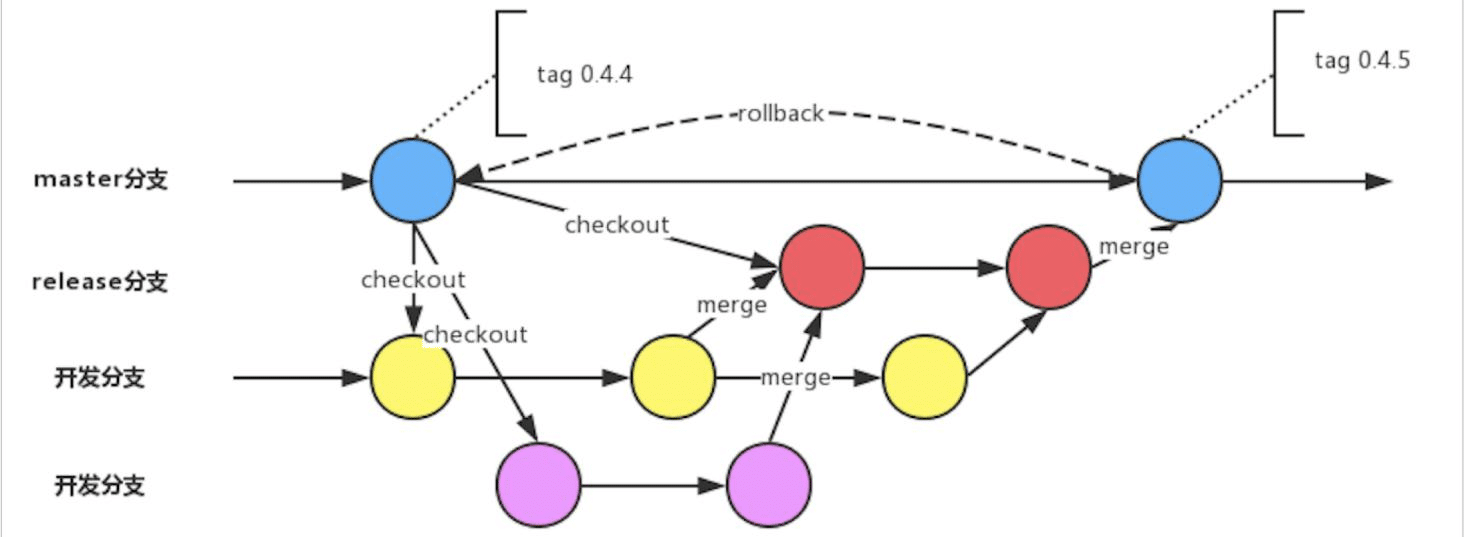 tag 0.4.4
tag 0.4.5
rollback
master分支
checkout
merge
release分支
checkout
merge
checkout
开发分支
merge
开发分支